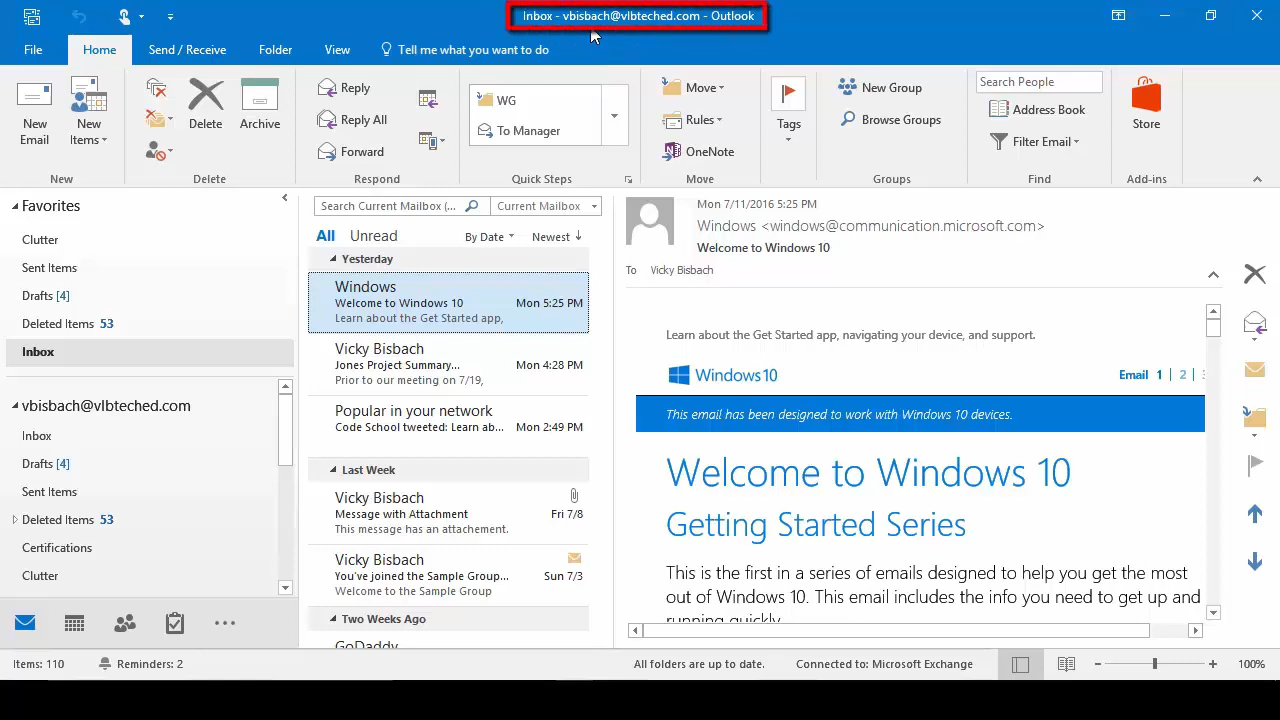 Inbox - vbisbach@vlbteched.com - Outlook
File
Home
Send / Receive
Folder
View
Tell me what you want to do
New
Email
New
Items
New
Delete
Archive
Delete
Reply
Reply All
Forward
Respond
WG
To Manager
Quick Steps
Move
Rules
OneNote
Move
Tags
New Group
Browse Groups
Groups
Search People
Address Book
Filter Email
Find
Store
Add-ins
Favorites
Clutter
Sent Items
Drafts [4]
Deleted Items 53
Inbox
vbisbach@vlbteched.com
Inbox
Drafts [4]
Sent Items
Deleted Items 53
Certifications
Clutter
Search Current Mailbox (...
Current Mailbox
All Unread
By Date
Newest
Yesterday
Windows
Welcome to Windows 10 Mon 5:25 PM
Learn about the Get Started app,
Vicky Bisbach
Jones Project Summary... Mon 4:28 PM
Prior to our meeting on 7/19,
Popular in your network
Code School tweeted: Learn ab... Mon 2:49 PM
Last Week
Vicky Bisbach
Message with Attachment Fri 7/8
This message has an attachement.
Vicky Bisbach
You've joined the Sample Group... Sun 7/3
Welcome to the Sample Group
Two Weeks Ago
GoDaddy
Mon 7/11/2016 5:25 PM
Windows <windows@communication.microsoft.com>
Welcome to Windows 10
To Vicky Bisbach
Learn about the Get Started app, navigating your device, and support.
Windows10
Email 1 | 2 |
This email has been designed to work with Windows 10 devices.
Welcome to Windows 10
Getting Started Series
This is the first in a series of emails designed to help you get the most
out of Windows 10. This email includes the info you need to get up and
running quickly.
Items: 110
Reminders: 2
All folders are up to date.
Connected to: Microsoft Exchange
100%